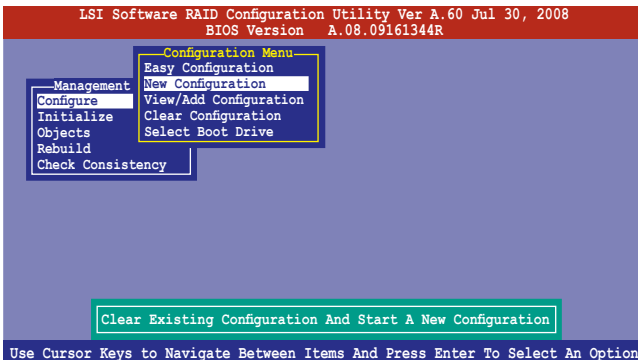 LSI Software RAID Configuration Utility Ver A.60 Jul 30, 2008
BIOS Version A.08.09161344R
Configuration Menu
Easy Configuration
New Configuration
View/Add Configuration
Clear Configuration
Select Boot Drive
Management
Configure
Initialize
Objects
Rebuild
Check Consistency
Clear Existing Configuration And Start A New Configuration
Use Cursor Keys to Navigate Between Items And Press Enter To Select An Option